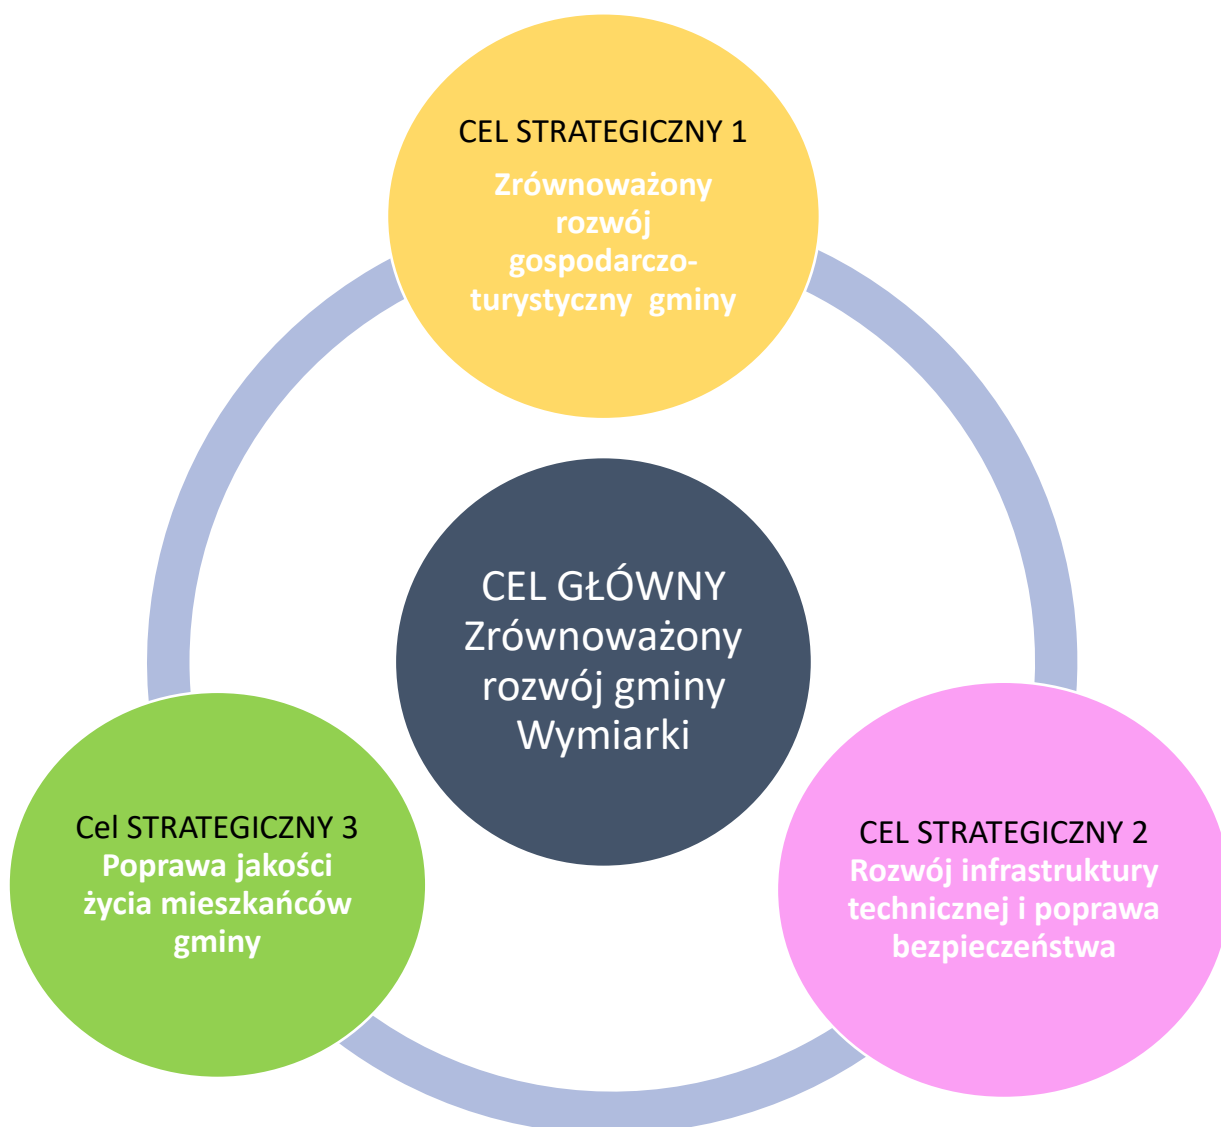 CEL STRATEGICZNY 1
Zrównoważony
rozwój
gospodarczo-
turystyczny gminy
CEL GŁÓWNY
Zrównoważony
rozwój gminy
Wymiarki
Cel STRATEGICZNY 3
Poprawa jakości
życia mieszkańców
gminy
CEL STRATEGICZNY 2
Rozwój infrastruktury
technicznej i poprawa
bezpieczeństwa